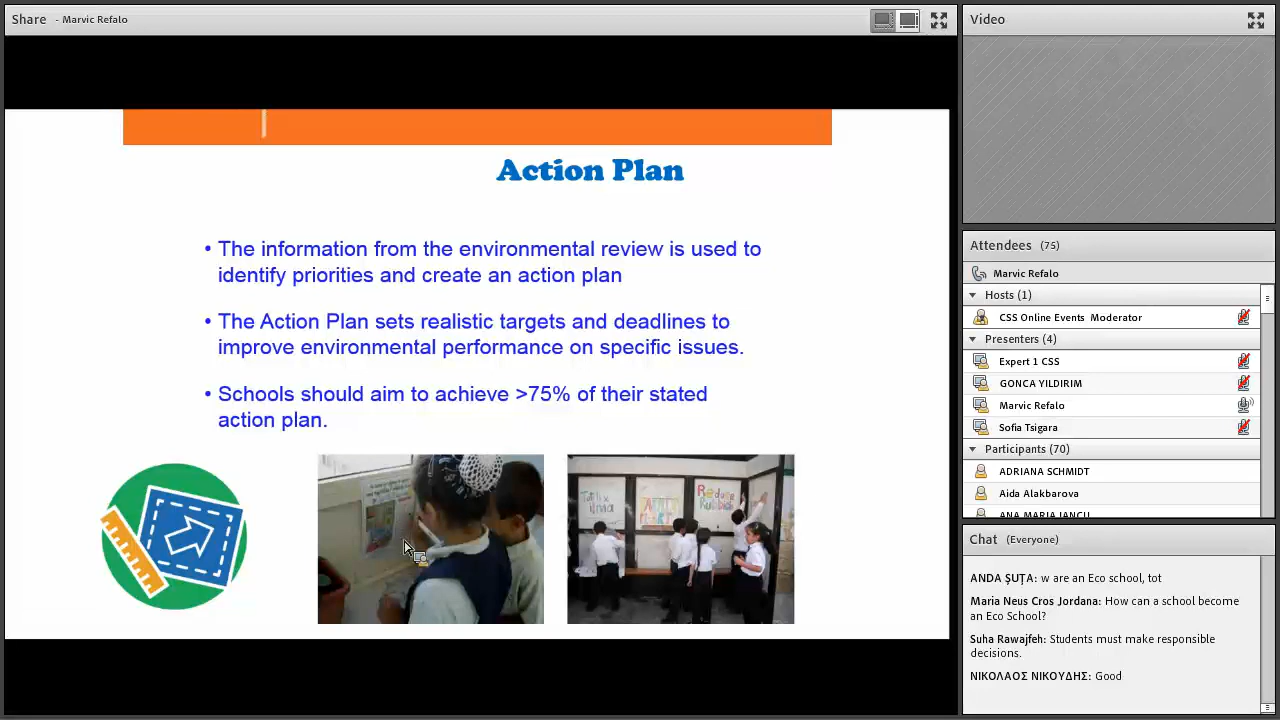 Share - Marvic Refalo
Action Plan
• The information from the environmental review is used to
identify priorities and create an action plan
• The Action Plan sets realistic targets and deadlines to
improve environmental performance on specific issues.
• Schools should aim to achieve >75% of their stated
action plan.
Reduce
Rubbish
Video
Attendees (75)
Marvic Refalo
Hosts (1)
CSS Online Events Moderator
Presenters (4)
Expert 1 CSS
GONCA YILDIRIM
Marvic Refalo
Sofia Tsigara
Participants (70)
ADRIANA SCHMIDT
Aida Alakbarova
ANA MARIA IANCU
Chat (Everyone)
ANDA ŞUŢA: w are an Eco school, tot
Maria Neus Cros Jordana: How can a school become
an Eco School?
Suha Rawajfeh: Students must make responsible
decisions.
ΝΙΚΟΛΑΟΣ ΝΙΚΟΥΔΗΣ: Good